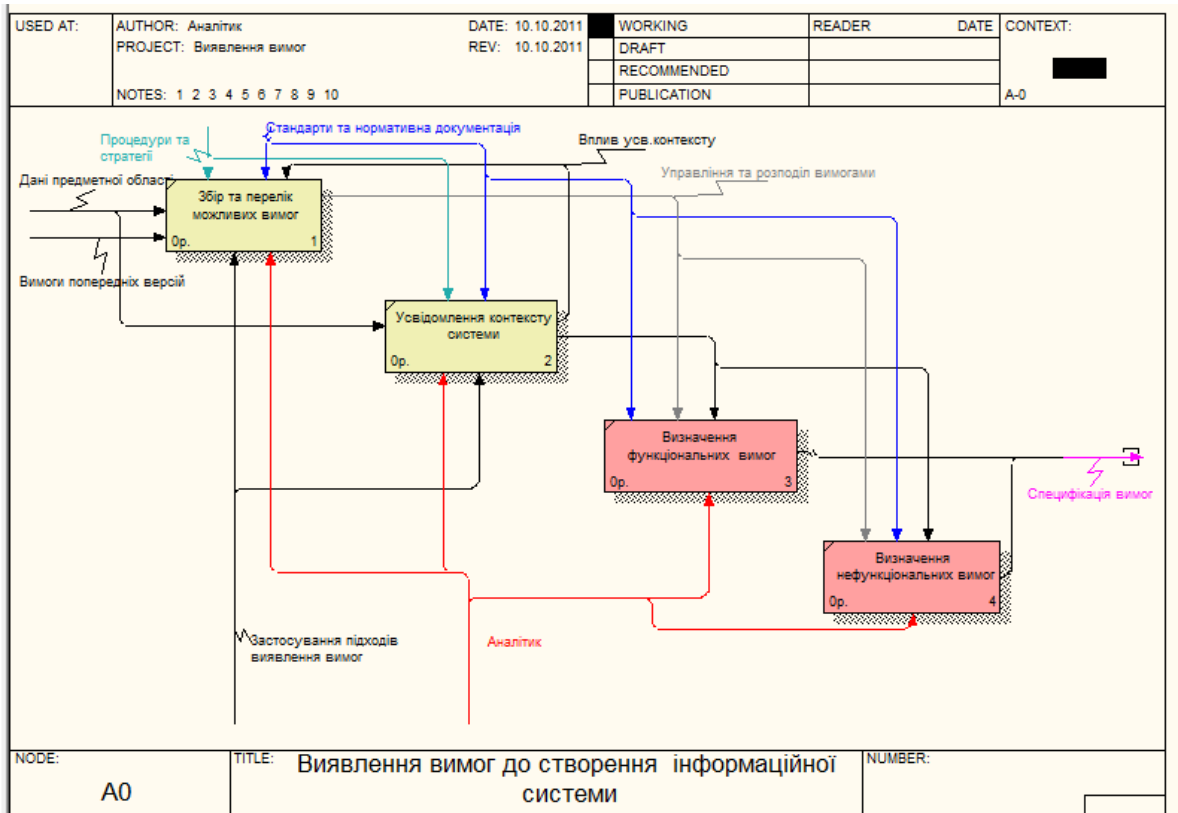 USED AT:
AUTHOR: Аналітик
DATE: 10.10.2011
PROJECT: Виявлення вимог
REV: 10.10.2011
NOTES: 1 2 3 4 5 6 7 8 9 10
WORKING
DRAFT
RECOMMENDED
PUBLICATION
READER
DATE
CONTEXT:
A-0
Процедури та
стратегії
Стандарти та нормативна документація
Вплив усв.контексту
Управління та розподіл вимогами
Дані предметної області
Збір та перелік
можливих вимог
0р.
1
Вимоги попередніх версій
Усвідомлення контексту
системи
0р.
2
Визначення
функціональних вимог
0р.
3
Специфікація вимог
Визначення
нефункціональних вимог
0р.
4
Застосування підходів
виявлення вимог
Аналітик
NODE:
A0
TITLE:
Виявлення вимог до створення інформаційної
системи
NUMBER: